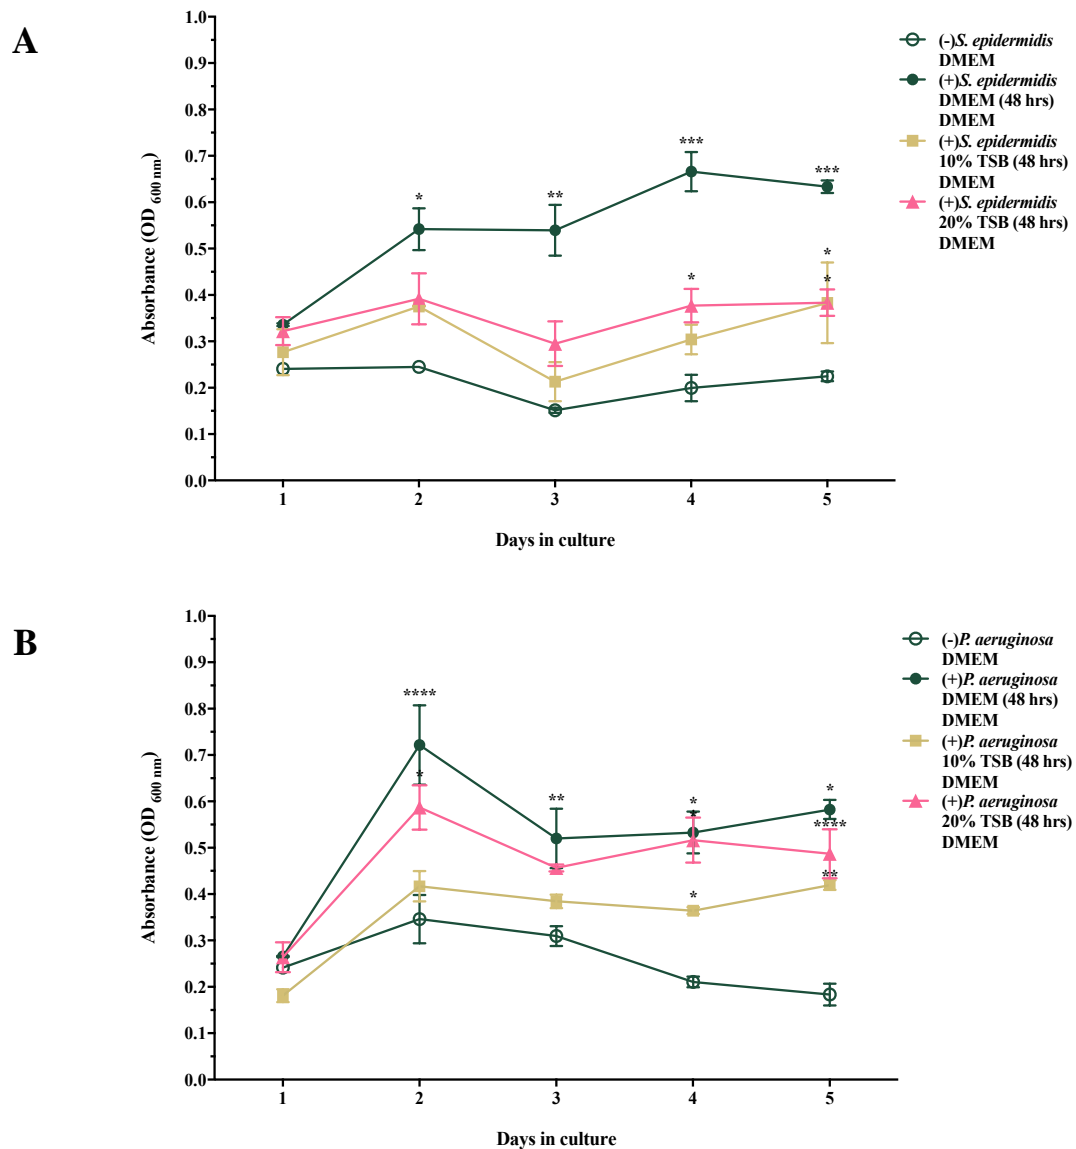 A
1.0
0.9
0.8
0.7
0.6
0.5
0.4
0.3
0.2
0.1
0.0
Absorbance (OD 600 nm)
1 2 3 4 5
Days in culture
* ** *** ***
* * *
(-)S. epidermidis
DMEM
(+)S. epidermidis
DMEM (48 hrs)
DMEM
(+)S. epidermidis
10% TSB (48 hrs)
DMEM
(+)S. epidermidis
20% TSB (48 hrs)
DMEM
B
1.0
0.9
0.8
0.7
0.6
0.5
0.4
0.3
0.2
0.1
0.0
Absorbance (OD 600 nm)
1 2 3 4 5
Days in culture
**** ** * *
* * ****
* **
(-)P. aeruginosa
DMEM
(+)P. aeruginosa
DMEM (48 hrs)
DMEM
(+)P. aeruginosa
10% TSB (48 hrs)
DMEM
(+)P. aeruginosa
20% TSB (48 hrs)
DMEM